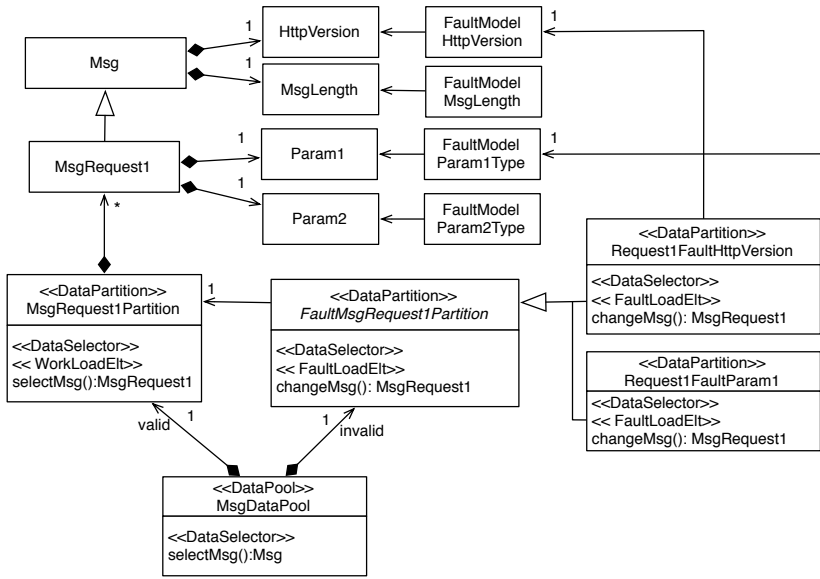 Msg
1
HttpVersion
FaultModel
HttpVersion
1
1
MsgLength
FaultModel
MsgLength
MsgRequest1
1
Param1
FaultModel
Param1Type
1
1
Param2
FaultModel
Param2Type
*
<<DataPartition>>
Request1FaultHttpVersion
<<DataSelector>>
<< FaultLoadElt>>
changeMsg(): MsgRequest1
<<DataPartition>>
MsgRequest1Partition
<<DataSelector>>
<< WorkLoadElt>>
selectMsg():MsgRequest1
1
<<DataPartition>>
FaultMsgRequest1Partition
<<DataSelector>>
<< FaultLoadElt>>
changeMsg(): MsgRequest1
<<DataPartition>>
Request1FaultParam1
<<DataSelector>>
<< FaultLoadElt>>
changeMsg(): MsgRequest1
valid
1
1
invalid
<<DataPool>>
MsgDataPool
<<DataSelector>>
selectMsg():Msg